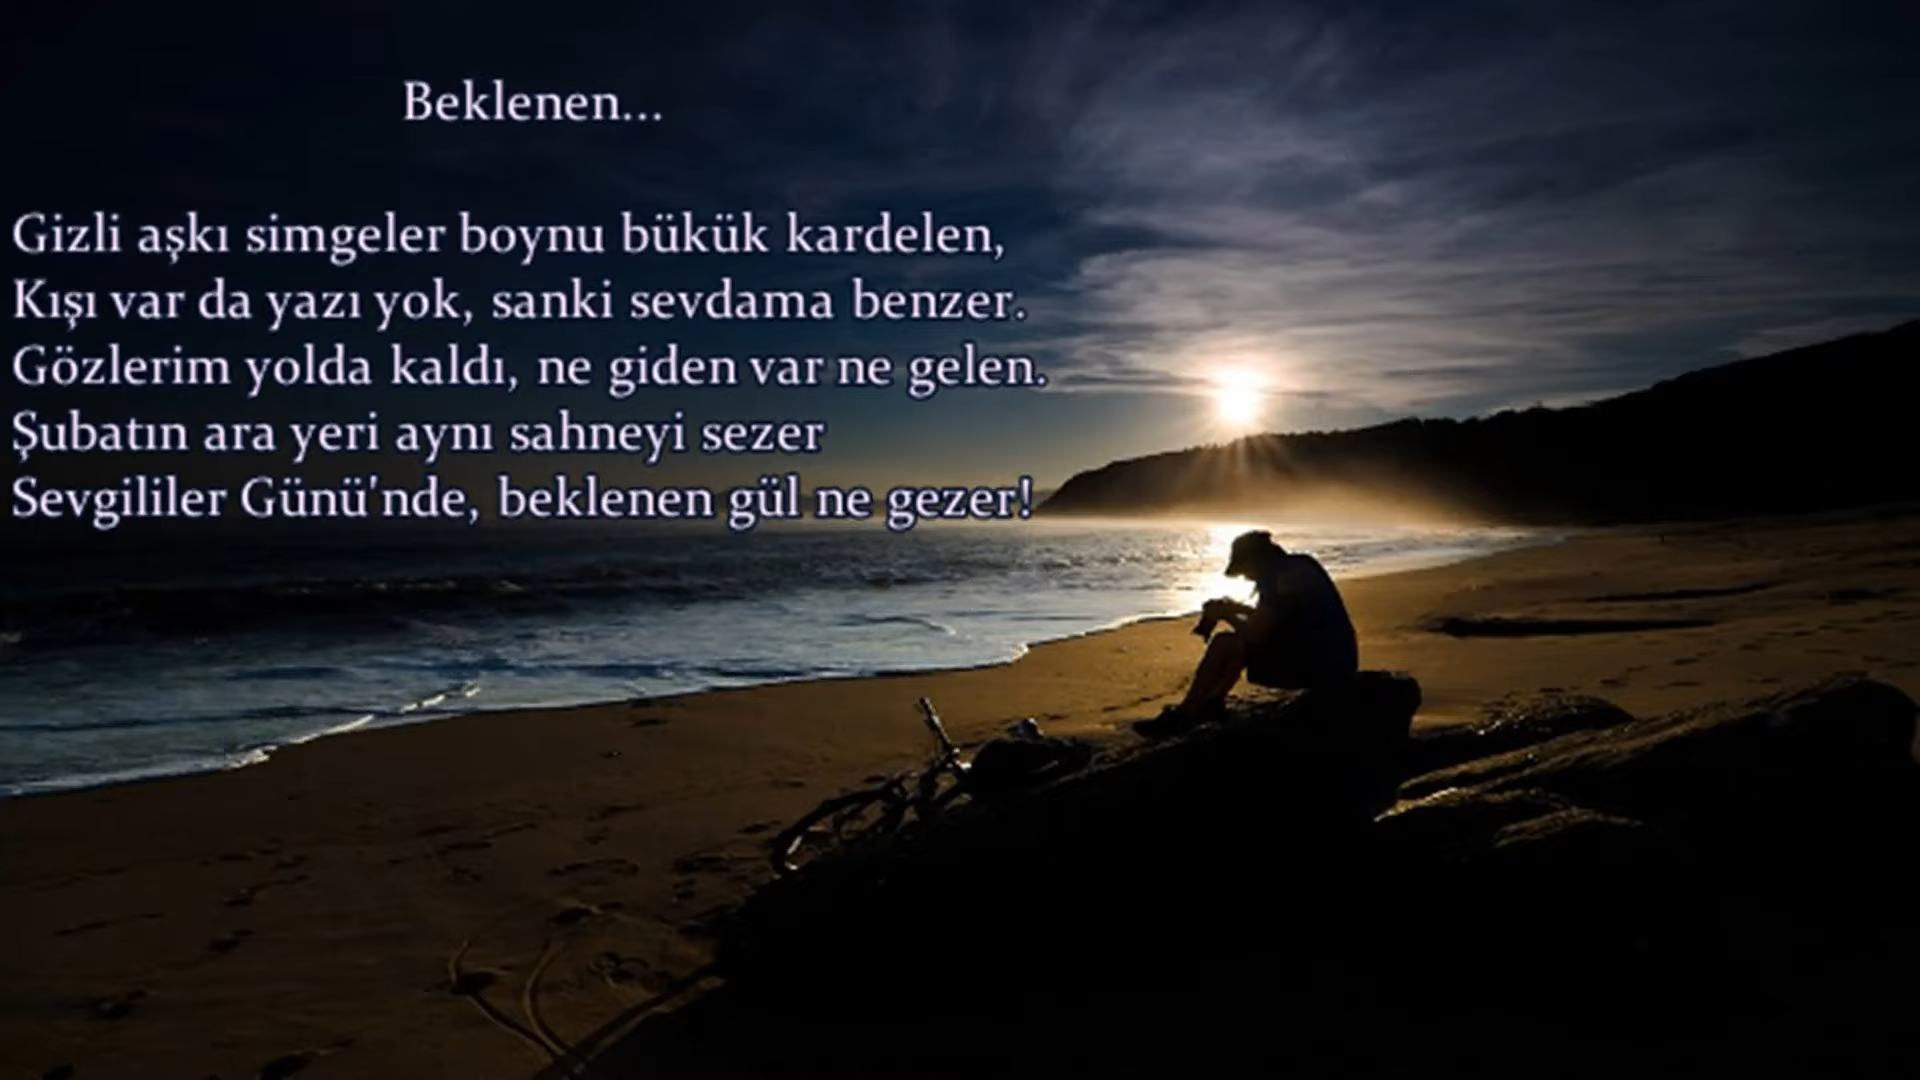 Beklenen...
Gizli aşkı simgeler boynu bükük kardelen,
Kışı var da yazı yok, sanki sevdama benzer.
Gözlerim yolda kaldı, ne giden var ne gelen.
Şubatın ara yeri aynı sahneyi sezer
Sevgililer Günü'nde, beklenen gül ne gezer!